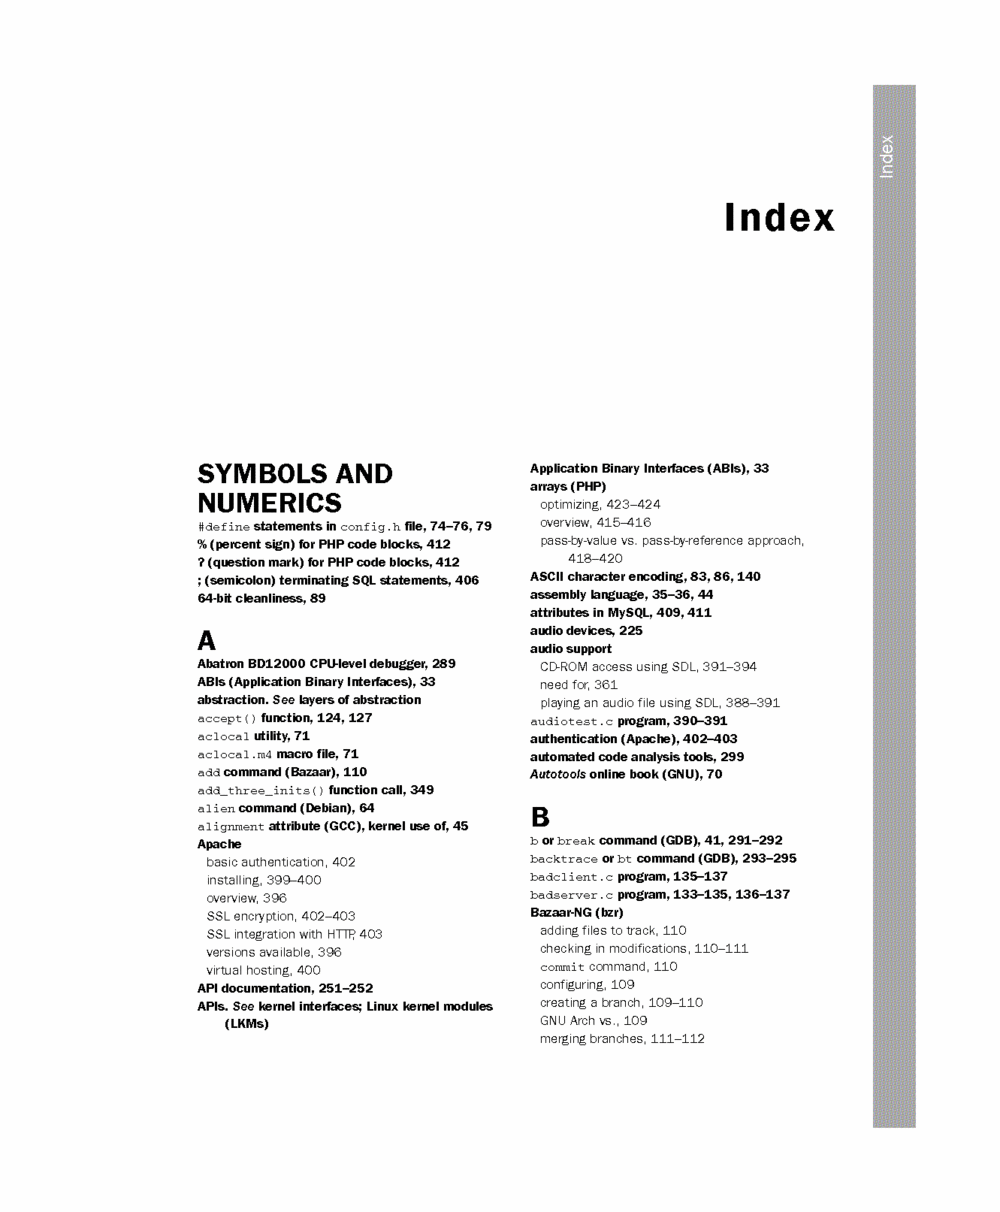 Index
Index
SYMBOLS AND
NUMERICS
#define statements in config.h file, 74–76, 79
% (percent sign) for PHP code blocks, 412
? (question mark) for PHP code blocks, 412
; (semicolon) terminating SQL statements, 406
64-bit cleanliness, 89
A
Abatron BD12000 CPU-level debugger, 289
ABIs (Application Binary Interfaces), 33
abstraction. See layers of abstraction
accept() function, 124, 127
aclocal utility, 71
aclocal.m4 macro file, 71
add command (Bazaar), 110
add_three_inits() function call, 349
alien command (Debian), 64
alignment attribute (GCC), kernel use of, 45
Apache
basic authentication, 402
installing, 399–400
overview, 396
SSL encryption, 402–403
SSL integration with HTTP, 403
versions available, 396
virtual hosting, 400
API documentation, 251–252
APIs. See kernel interfaces; Linux kernel modules
(LKMs)
Application Binary Interfaces (ABIs), 33
arrays (PHP)
optimizing, 423–424
overview, 415–416
pass-by-value vs. pass-by-reference approach,
418–420
ASCII character encoding, 83, 86, 140
assembly language, 35–36, 44
attributes in MySQL, 409, 411
audio devices, 225
audio support
CD-ROM access using SDL, 391–394
need for, 361
playing an audio file using SDL, 388–391
audiotest.c program, 390–391
authentication (Apache), 402–403
automated code analysis tools, 299
Autotools online book (GNU), 70
B
b or break command (GDB), 41, 291–292
backtrace or bt command (GDB), 293–295
badclient.c program, 135–137
badserver.c program, 133–135, 136–137
Bazaar-NG (bzr)
adding files to track, 110
checking in modifications, 110–111
commit command, 110
configuring, 109
creating a branch, 109–110
GNU Arch vs., 109
merging branches, 111–112